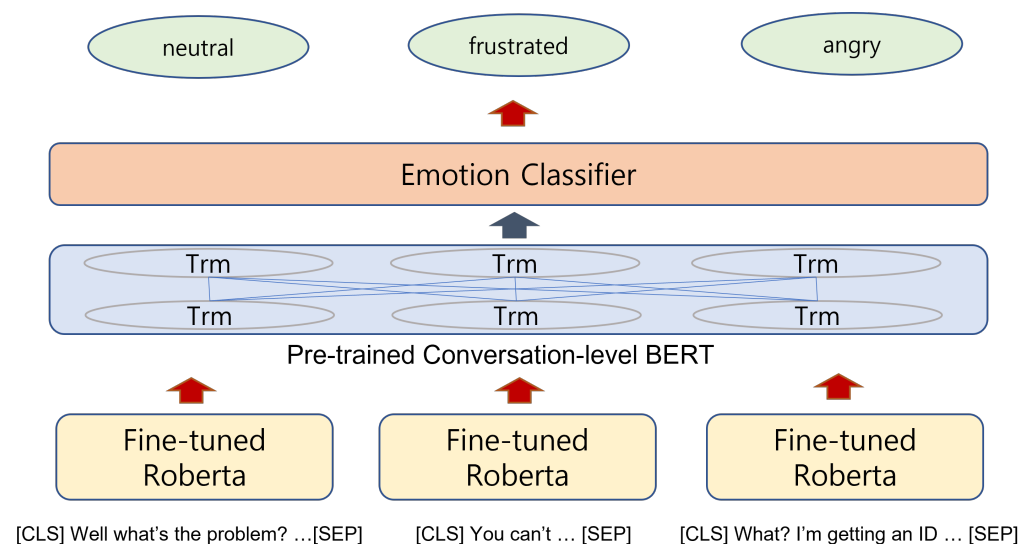 neutral
frustrated
angry
Emotion Classifier
Trm
Trm
Trm
Trm
Trm
Trm
Pre-trained Conversation-level BERT
Fine-tuned
Roberta
Fine-tuned
Roberta
Fine-tuned
Roberta
[CLS] Well what's the problem? …[SEP]
[CLS] You can't … [SEP]
[CLS] What? I'm getting an ID … [SEP]